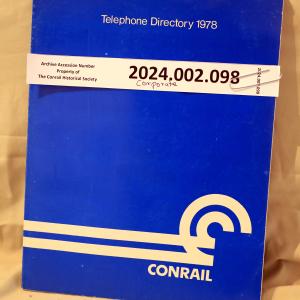 Telephone Directory 1978
Archive Accession Number
Property of
The Conrail Historical Society
2024,002.098
Corporate
CONRAIL